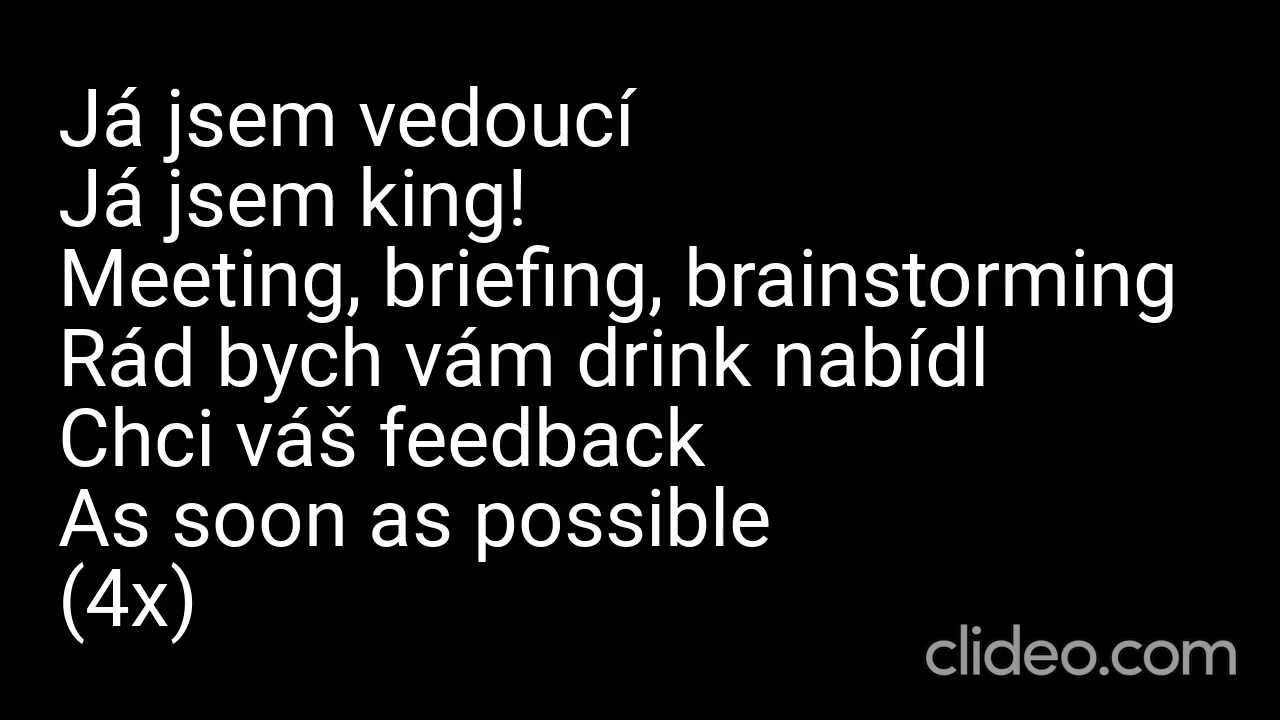 Já jsem vedoucí
Já jsem king!
Meeting, briefing, brainstorming
Rád bych vám drink nabídl
Chci váš feedback
As soon as possible
(4x)
clideo.com